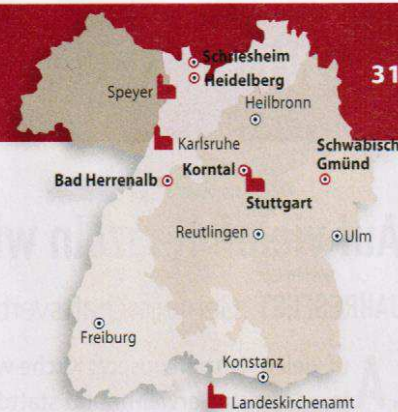 Schriesheim
Heidelberg
31
Speyer
Heilbronn
Karlsruhe
Schwäbisch
Gmünd
Korntal
Bad Herrenalb
Stuttgart
Reutlingen
Ulm
Freiburg
Konstanz
Landeskirchenamt